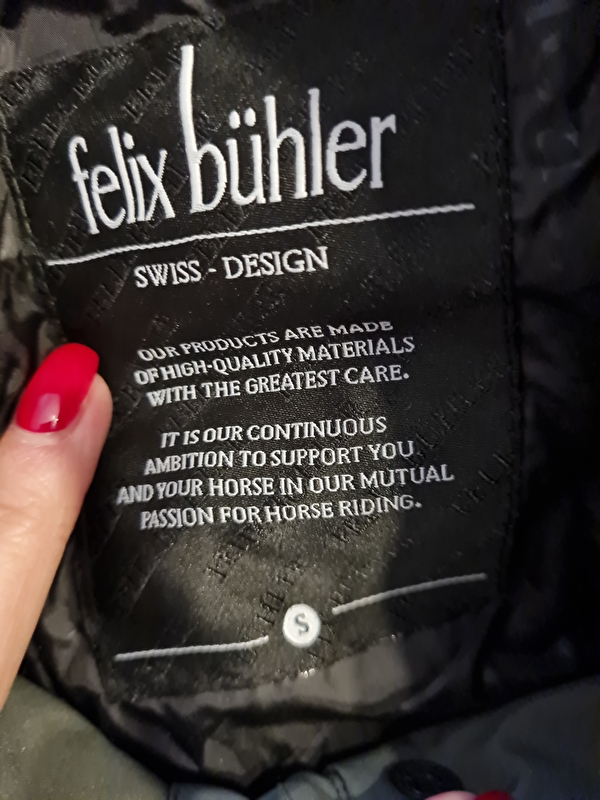 felix bühler
SWISS - DESIGN
OUR PRODUCTS ARE MADE
OF HIGH-QUALITY MATERIALS
WITH THE GREATEST CARE.
IT IS OUR CONTINUOUS
AMBITION TO SUPPORT YOU
AND YOUR HORSE IN OUR MUTUAL
PASSION FOR HORSE RIDING.
S